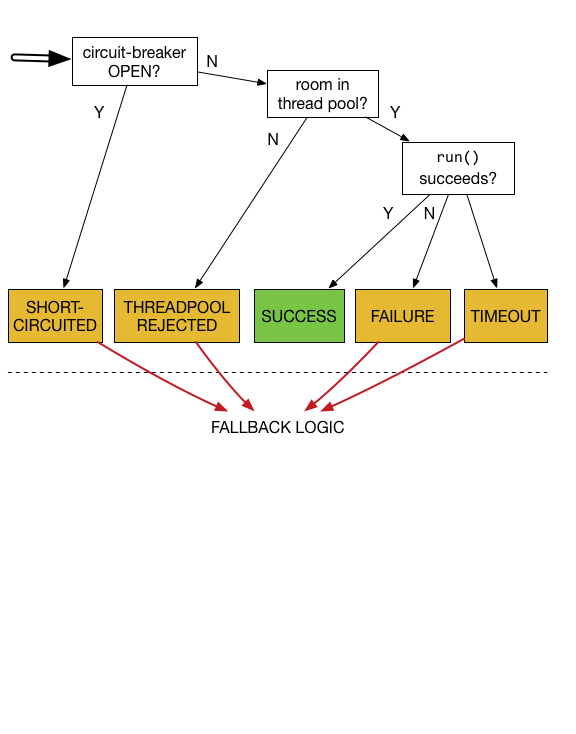 circuit-breaker
OPEN?
N
room in
thread pool?
Y
Y
N
run()
succeeds?
Y
N
SHORT-
CIRCUITED
THREADPOOL
REJECTED
SUCCESS
FAILURE
TIMEOUT
FALLBACK LOGIC